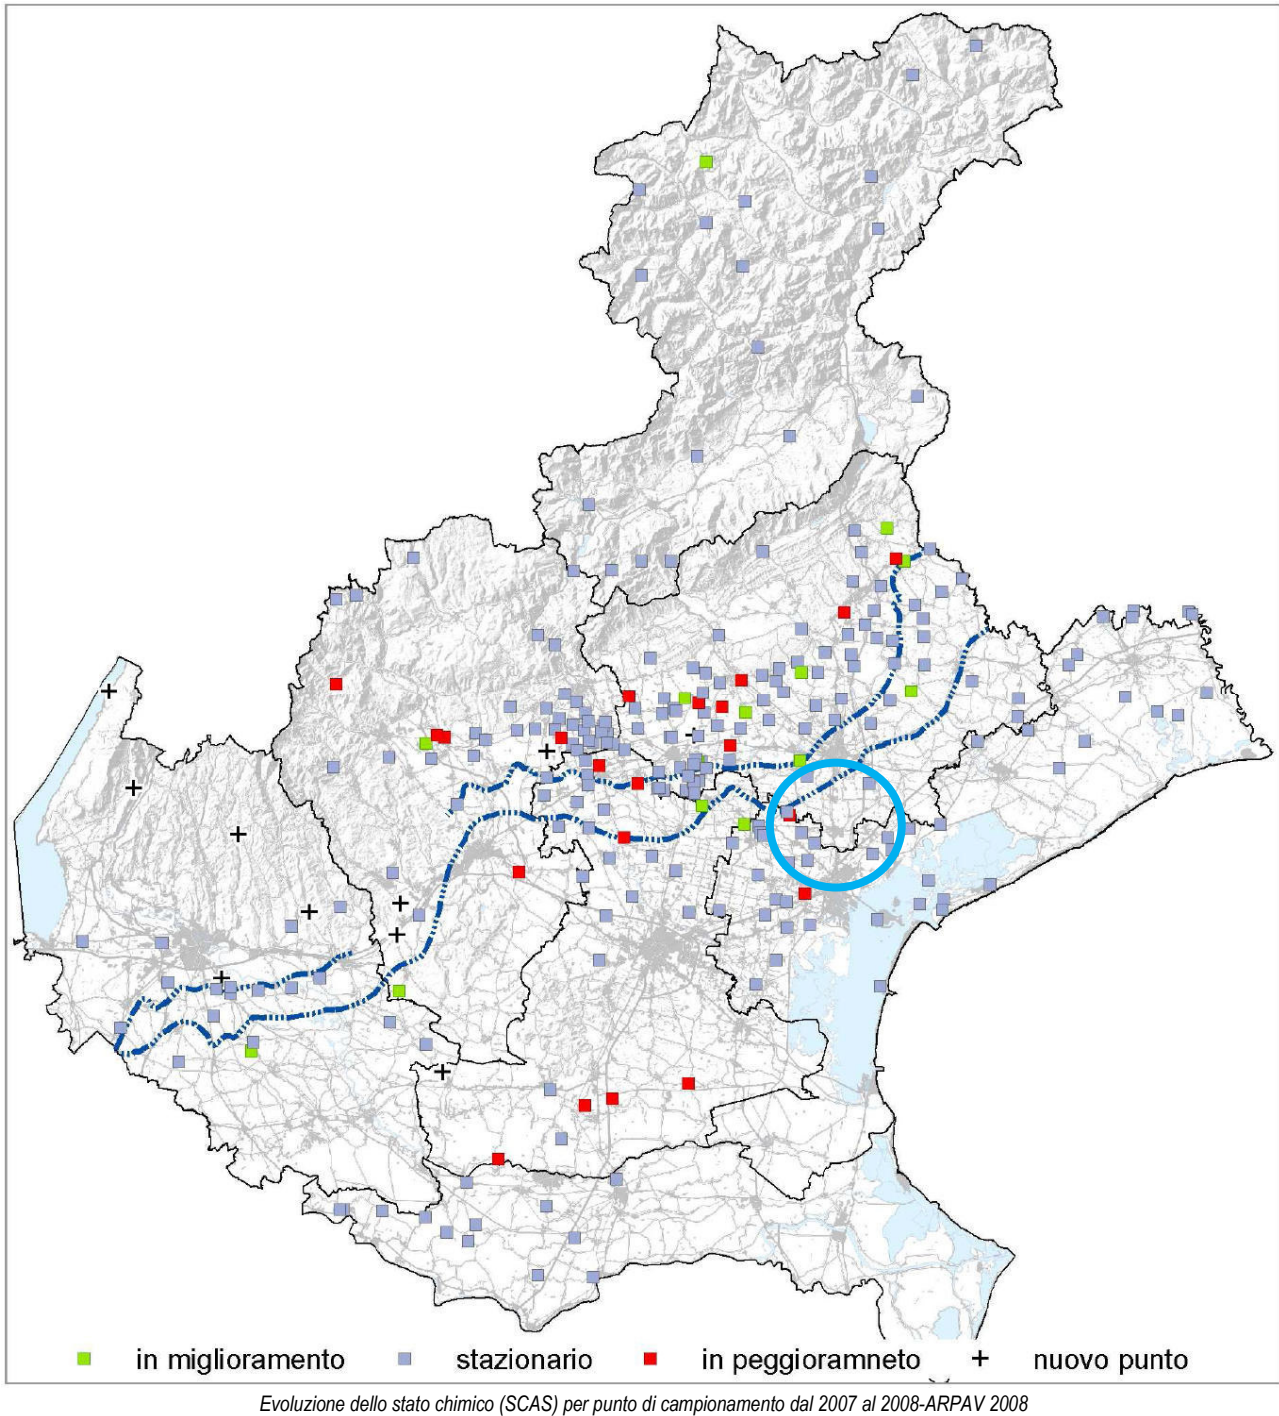 in miglioramento stazionario in peggioramneto nuovo punto
Evoluzione dello stato chimico (SCAS) per punto di campionamento dal 2007 al 2008-ARPAV 2008